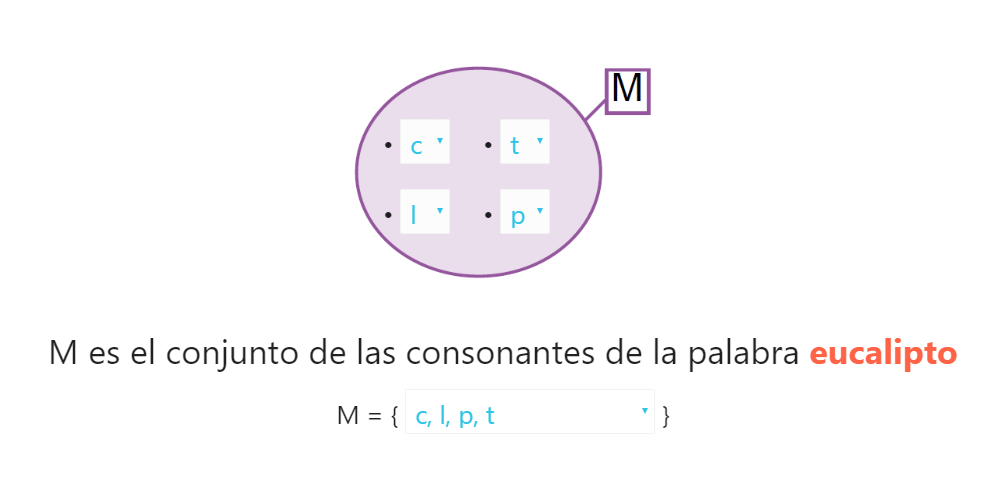 M
• c • t
• l • p
M es el conjunto de las consonantes de la palabra eucalipto
M = { c, l, p, t }